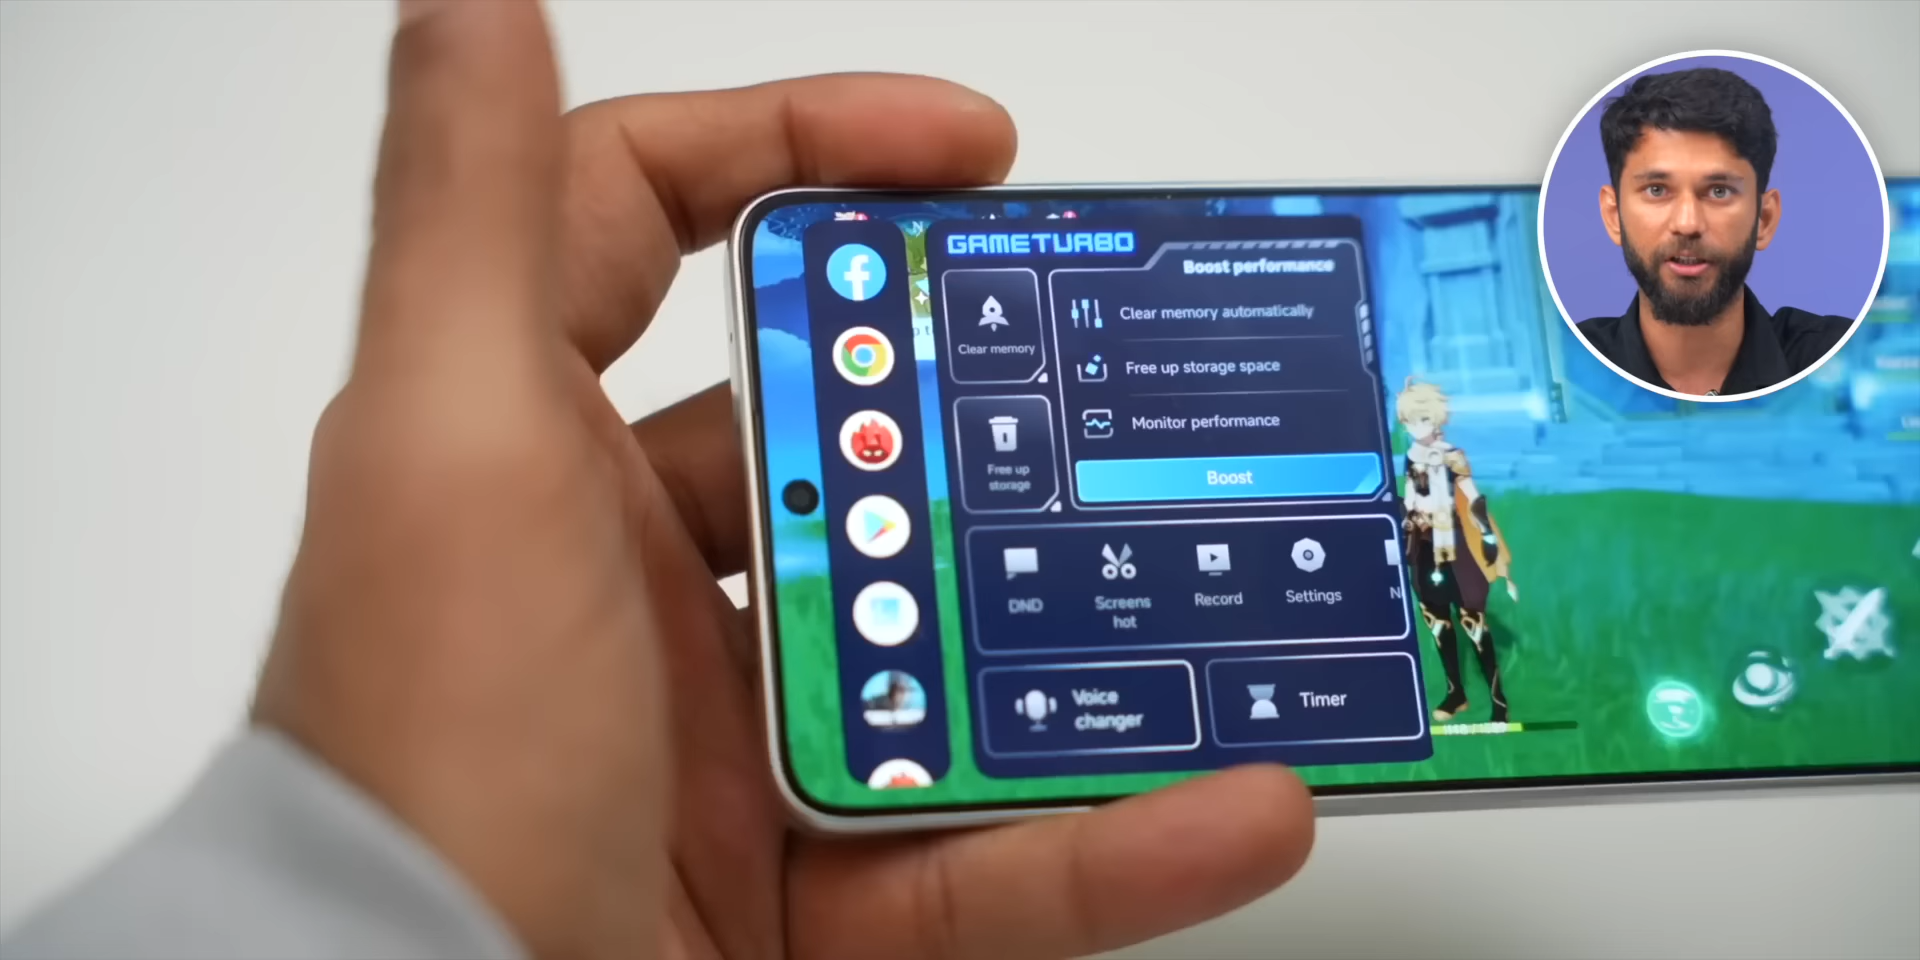 GAMETURBO
Boost performance
Clear memory
Clear memory automatically
Free up storage space
Monitor performance
Free up
storage
Boost
DND
Screens
hot
Record
Settings
N
Voice
changer
Timer